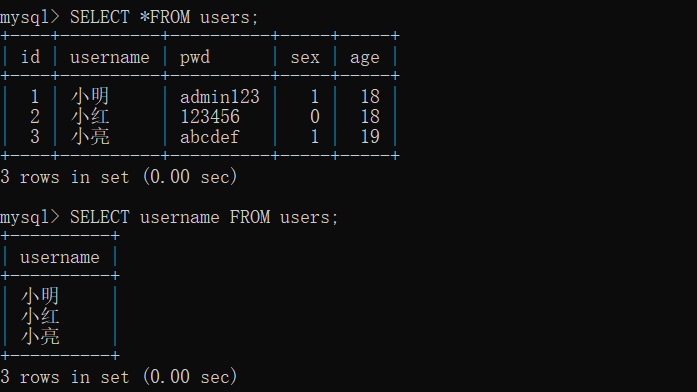 mysql> SELECT *FROM users;
+----+----------+----------+-----+-----+
| id | username | pwd      | sex | age |
+----+----------+----------+-----+-----+
|  1 | 小明     | admin123 |   1 |  18 |
|  2 | 小红     | 123456   |   0 |  18 |
|  3 | 小亮     | abcdef   |   1 |  19 |
+----+----------+----------+-----+-----+
3 rows in set (0.00 sec)
mysql> SELECT username FROM users;
+----------+
| username |
+----------+
| 小明     |
| 小红     |
| 小亮     |
+----------+
3 rows in set (0.00 sec)